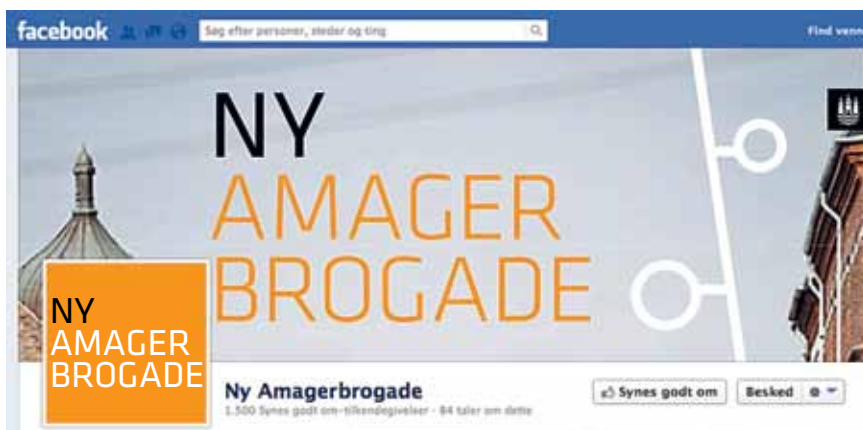 facebook
Søg efter personer, steder og ting
Find venn
NY
AMAGER
BROGADE
NY
AMAGER
BROGADE
Ny Amagerbrogade
1.500 Synes godt om-tilkendegivelser · 84 taler om dette
Synes godt om
Besked